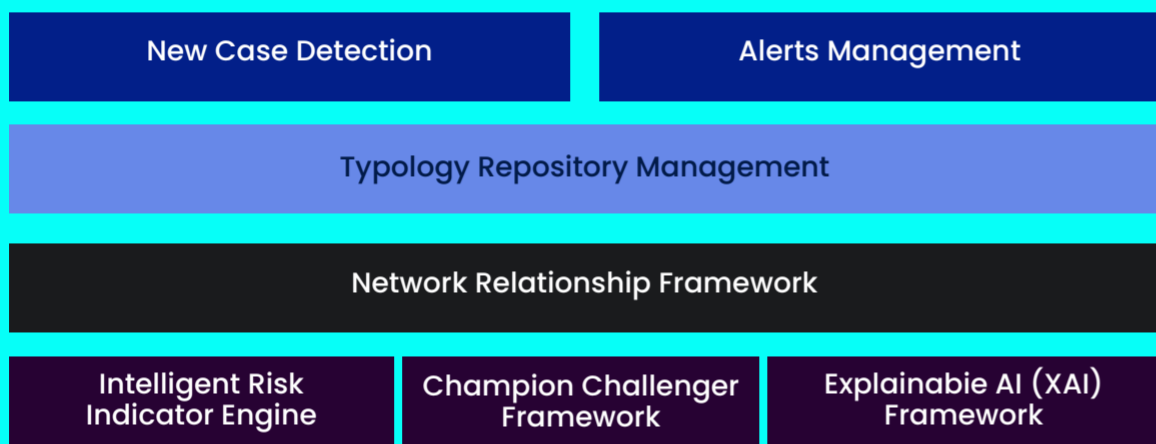 New Case Detection
Alerts Management
Typology Repository Management
Network Relationship Framework
Intelligent Risk
Indicator Engine
Champion Challenger
Framework
Explainabie AI (XAI)
Framework